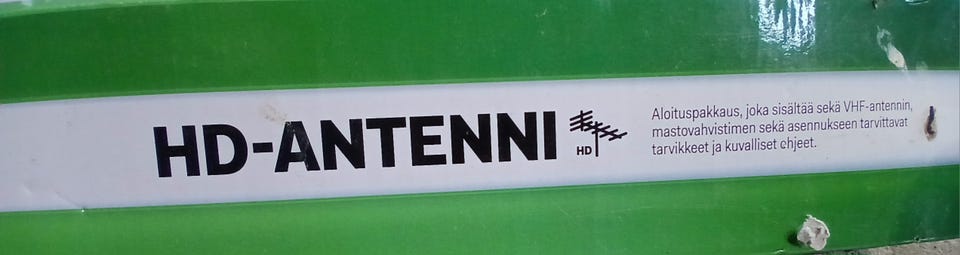 HD-ANTENNI
HD
Aloituspakkaus, joka sisältää sekä VHF-antennin,
mastovahvistimen sekä asennukseen tarvittavat
tarvikkeet ja kuvalliset ohjeet.